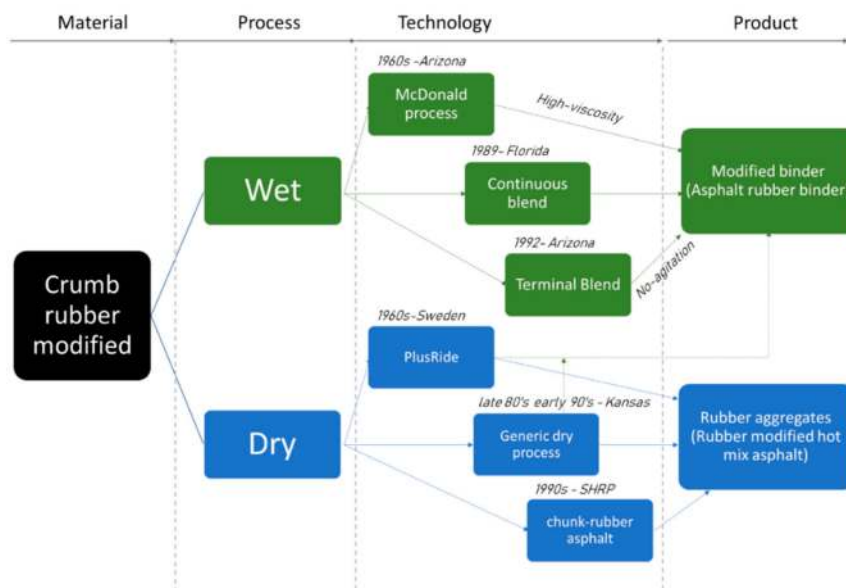 Material
Process
Technology
Product
1960s -Arizona
McDonald
process
High-viscosity
1989- Florida
Wet
Continuous
blend
Modified binder
(Asphalt rubber binder
1992- Arizona
Terminal Blend
No-agitation
Crumb
rubber
modified
1960s-Sweden
PlusRide
late 80's early 90's - Kansas
Dry
Generic dry
process
Rubber aggregates
(Rubber modified hot
mix asphalt)
1990s - SHRP
chunk-rubber
asphalt